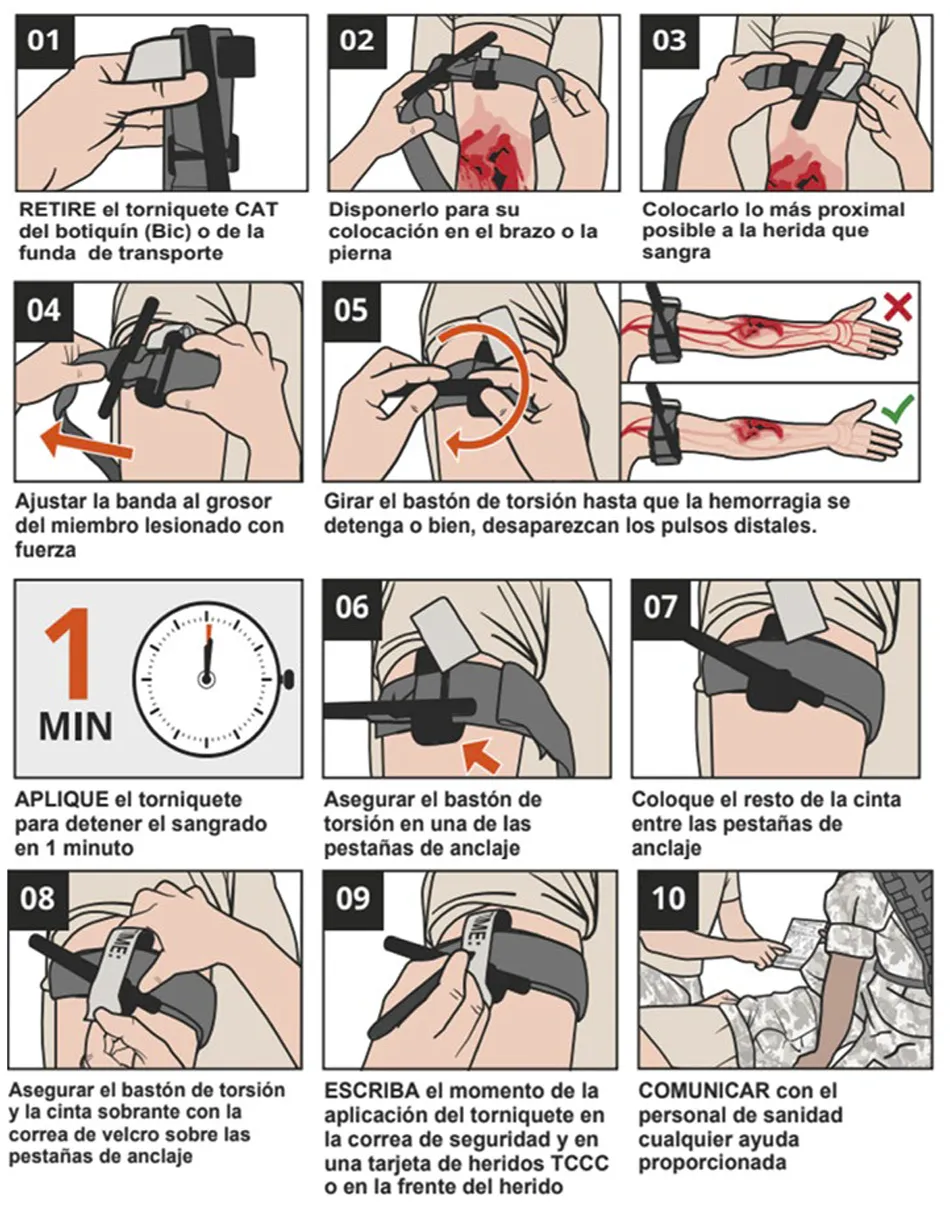 01
RETIRE el torniquete CAT
del botiquín (Bic) o de la
funda de transporte
02
Disponerlo para su
colocación en el brazo o la
pierna
03
Colocarlo lo más proximal
posible a la herida que
sangra
04
Ajustar la banda al grosor
del miembro lesionado con
fuerza
05
Girar el bastón de torsión hasta que la hemorragia se
detenga o bien, desaparezcan los pulsos distales.
1
MIN
APLIQUE el torniquete
para detener el sangrado
en 1 minuto
06
Asegurar el bastón de
torsión en una de las
pestañas de anclaje
07
Coloque el resto de la cinta
entre las pestañas de
anclaje
08
ME:
Asegurar el bastón de torsión
y la cinta sobrante con la
correa de velcro sobre las
pestañas de anclaje
09
ME:
ESCRIBA el momento de la
aplicación del torniquete en
la correa de seguridad y en
una tarjeta de heridos TCCC
o en la frente del herido
10
COMUNICAR con el
personal de sanidad
cualquier ayuda
proporcionada